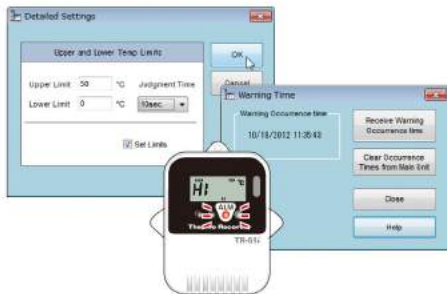 Detailed Settings
Upper and Lower Temp Limits
Upper Limit 50 °C Judgment Time
Lower Limit 0 °C 10sec.
Set Limits
OK
Cancel
Warning Time
Warning Occurrence time
10/18/2012 11:35:43
Receive Warning
Occurrence time
Clear Occurrence
Times from Main Unit
Close
Help
HI
°C
ALM